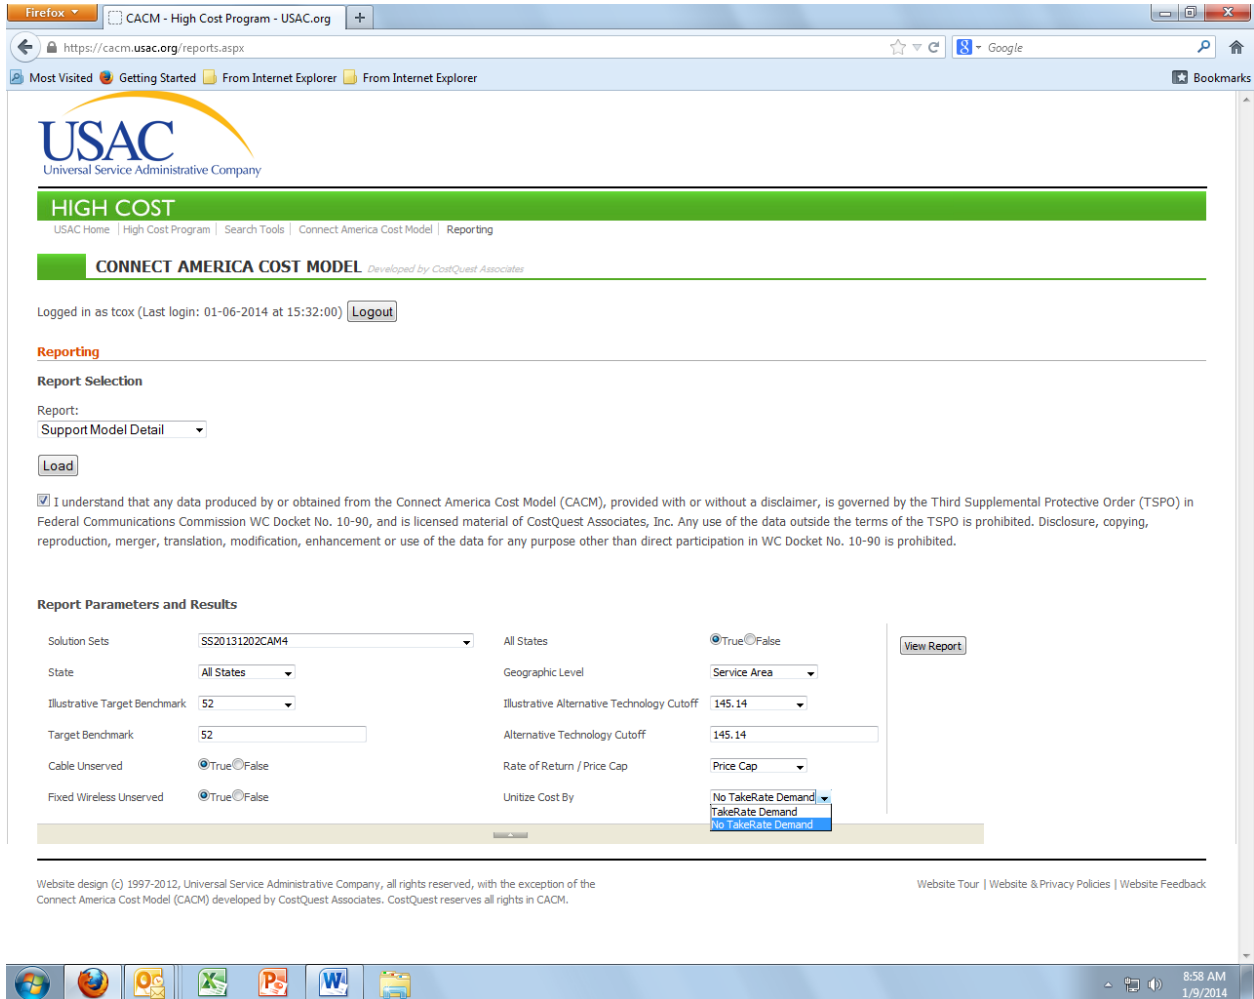 Firefox
CACM - High Cost Program - USAC.org
https://cacm.usac.org/reports.aspx
Google
Most Visited Getting Started From Internet Explorer From Internet Explorer Bookmarks
USAC
Universal Service Administrative Company
HIGH COST
USAC Home | High Cost Program | Search Tools | Connect America Cost Model | Reporting
CONNECT AMERICA COST MODEL Developed by CostQuest Associates
Logged in as tcox (Last login: 01-06-2014 at 15:32:00) Logout
Reporting
Report Selection
Report:
Support Model Detail
Load
I understand that any data produced by or obtained from the Connect America Cost Model (CACM), provided with or without a disclaimer, is governed by the Third Supplemental Protective Order (TSPO) in
Federal Communications Commission WC Docket No. 10-90, and is licensed material of CostQuest Associates, Inc. Any use of the data outside the terms of the TSPO is prohibited. Disclosure, copying,
reproduction, merger, translation, modification, enhancement or use of the data for any purpose other than direct participation in WC Docket No. 10-90 is prohibited.
Report Parameters and Results
Solution Sets SS20131202CAM4 All States True False View Report
State All States Geographic Level Service Area
Illustrative Target Benchmark 52 Illustrative Alternative Technology Cutoff 145.14
Target Benchmark 52 Alternative Technology Cutoff 145.14
Cable Unserved True False Rate of Return / Price Cap Price Cap
Fixed Wireless Unserved True False Unitize Cost By No TakeRate Demand
TakeRate Demand
No TakeRate Demand
Website design (c) 1997-2012, Universal Service Administrative Company, all rights reserved, with the exception of the
Connect America Cost Model (CACM) developed by CostQuest Associates. CostQuest reserves all rights in CACM.
Website Tour | Website & Privacy Policies | Website Feedback
8:58 AM
1/9/2014